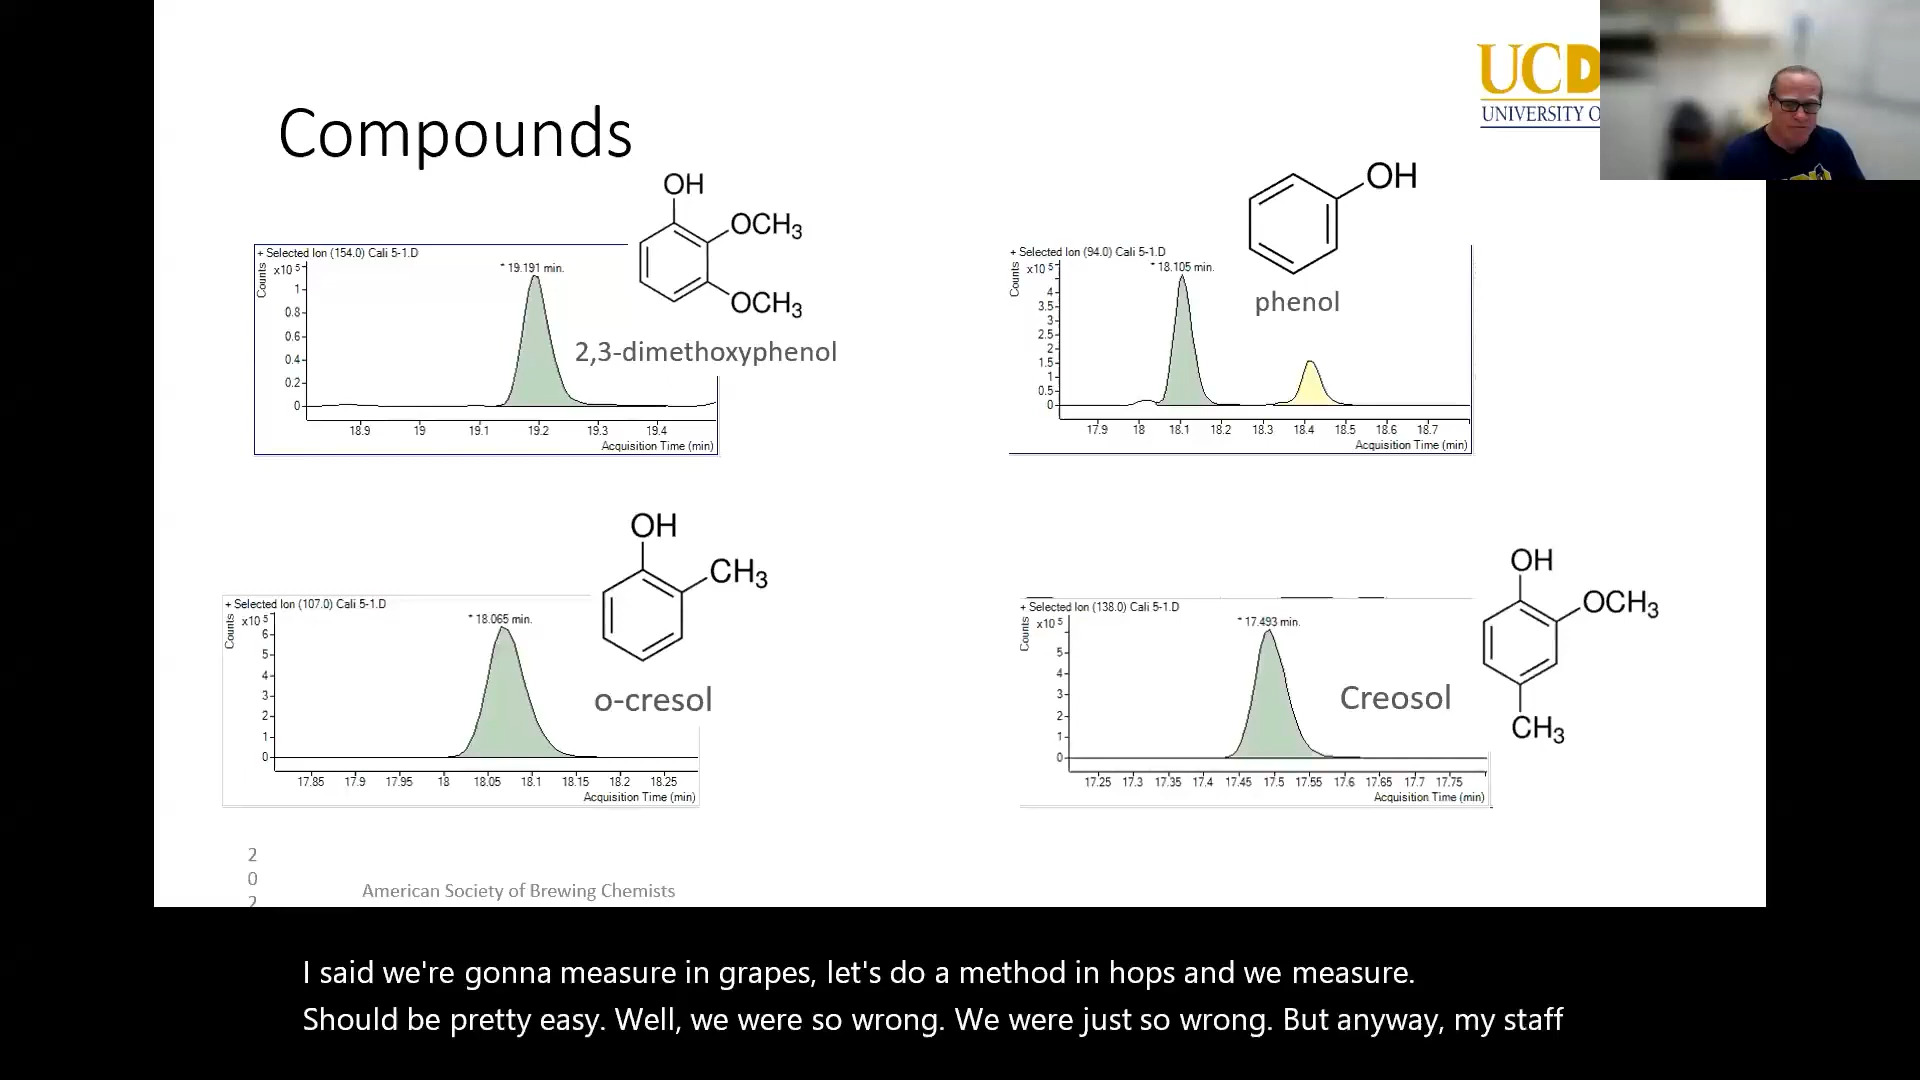 Compounds
UCD
UNIVERSITY O
OH
OCH3
OCH3
+ Selected Ion (154.0) Cali 5-1.D
Counts
x10 5
* 19.191 min.
1
0.8
0.6
0.4
0.2
0
18.9 19 19.1 19.2 19.3 19.4
Acquisition Time (min)
2,3-dimethoxyphenol
OH
phenol
+ Selected Ion (94.0) Cali 5-1.D
Counts
x10 5
* 18.105 min.
4
3.5
3
2.5
2
1.5
1
0.5
0
17.9 18 18.1 18.2 18.3 18.4 18.5 18.6 18.7
Acquisition Time (min)
OH
CH3
+ Selected Ion (107.0) Cali 5-1.D
Counts
x10 5
* 18.065 min.
6
5
4
3
2
1
0
17.85 17.9 17.95 18 18.05 18.1 18.15 18.2 18.25
Acquisition Time (min)
o-cresol
OH
OCH3
CH3
+ Selected Ion (138.0) Cali 5-1.D
Counts
x10 5
* 17.493 min.
5
4
3
2
1
0
17.25 17.3 17.35 17.4 17.45 17.5 17.55 17.6 17.65 17.7 17.75
Acquisition Time (min)
Creosol
2
0
2
American Society of Brewing Chemists
I said we're gonna measure in grapes, let's do a method in hops and we measure.
Should be pretty easy. Well, we were so wrong. We were just so wrong. But anyway, my staff